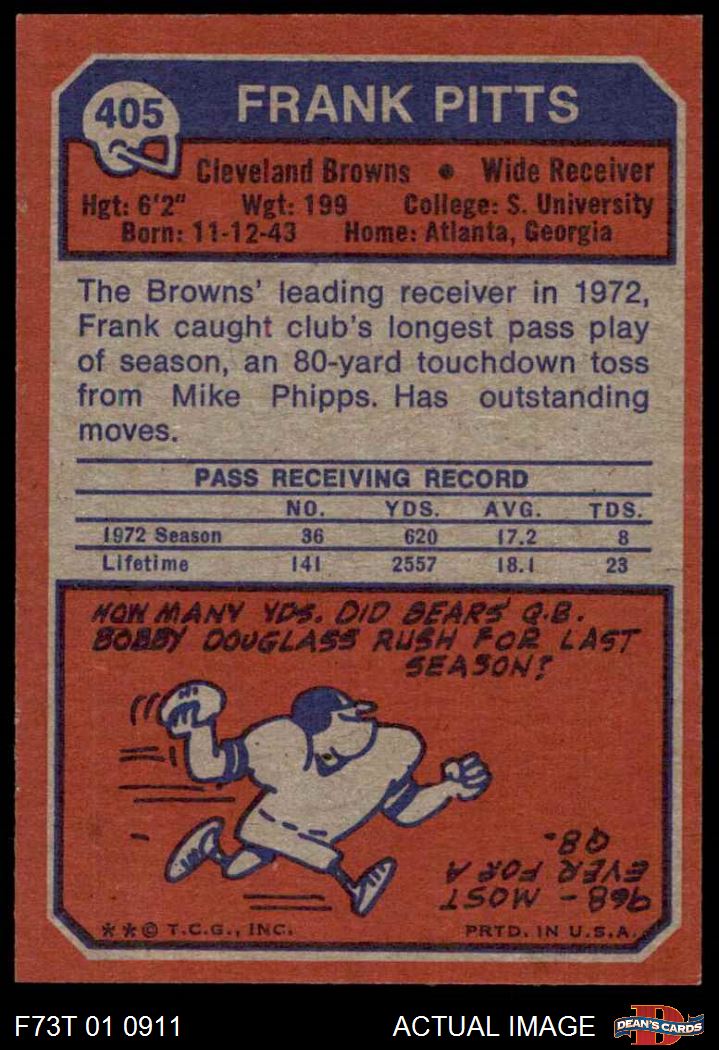 405
FRANK PITTS
Cleveland Browns • Wide Receiver
Hgt: 6'2" Wgt: 199 College: S. University
Born: 11-12-43 Home: Atlanta, Georgia
The Browns' leading receiver in 1972,
Frank caught club's longest pass play
of season, an 80-yard touchdown toss
from Mike Phipps. Has outstanding
moves.
PASS RECEIVING RECORD
NO. YDS. AVG. TDS.
1972 Season 36 620 17.2 8
Lifetime 141 2557 18.1 23
HOW MANY YDS. DID BEARS' Q.B.
BOBBY DOUGLASS RUSH FOR LAST
SEASON?
968 - MOST
EVER FOR A
QB.
**© T.C.G., INC. PRTD. IN U.S.A.
F73T 01 0911 ACTUAL IMAGE D DEAN'S CARDS